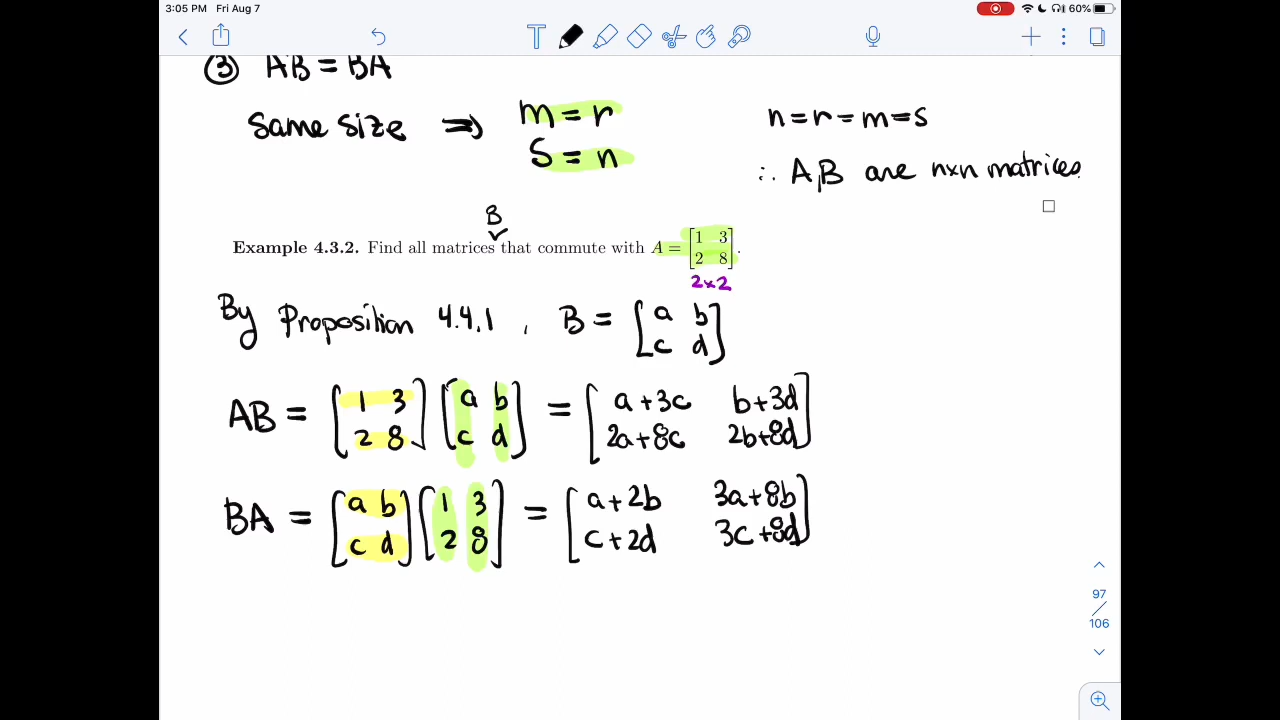 3:05 PM Fri Aug 7 60%
③ AB = BA
Same size ⇒ m = r
S = n
n = r = m = s
∴ A,B are n×n matrices.
□
B
Example 4.3.2. Find all matrices that commute with A = [1 3; 2 8].
2×2
By Proposition 4.4.1, B = [a b; c d]
AB = [1 3; 2 8] [a b; c d] = [a+3c b+3d; 2a+8c 2b+8d]
BA = [a b; c d] [1 3; 2 8] = [a+2b 3a+8b; c+2d 3c+8d]
97
/
106